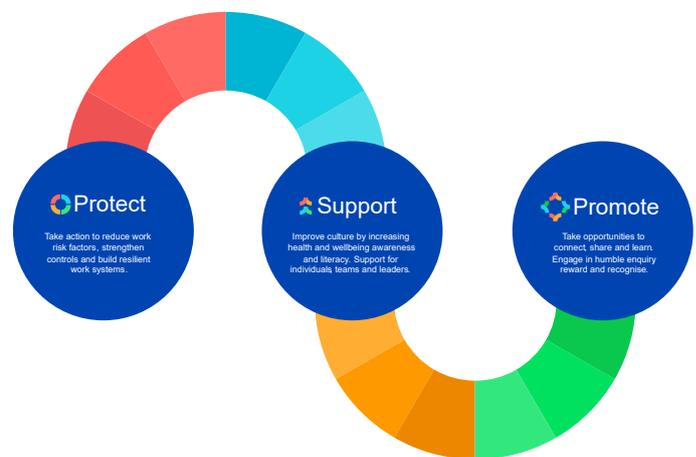 Protect
Take action to reduce work
risk factors, strengthen
controls and build resilient
work systems.
Support
Improve culture by increasing
health and wellbeing awareness
and literacy. Support for
individuals, teams and leaders.
Promote
Take opportunities to
connect, share and learn.
Engage in humble enquiry
reward and recognise.